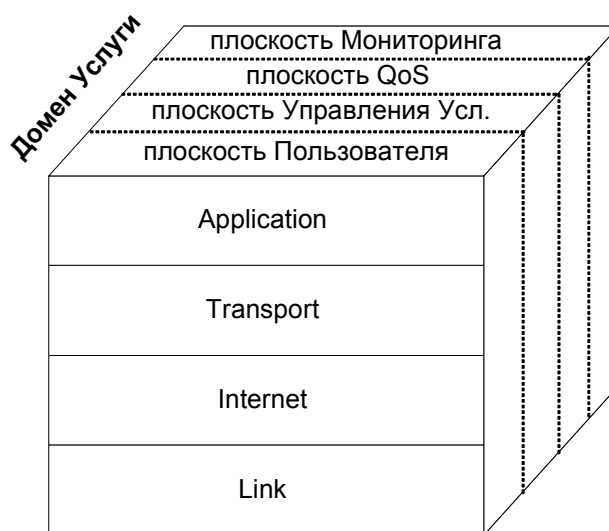 Домен Услуги
плоскость Мониторинга
плоскость QoS
плоскость Управления Усл.
плоскость Пользователя
Application
Transport
Internet
Link